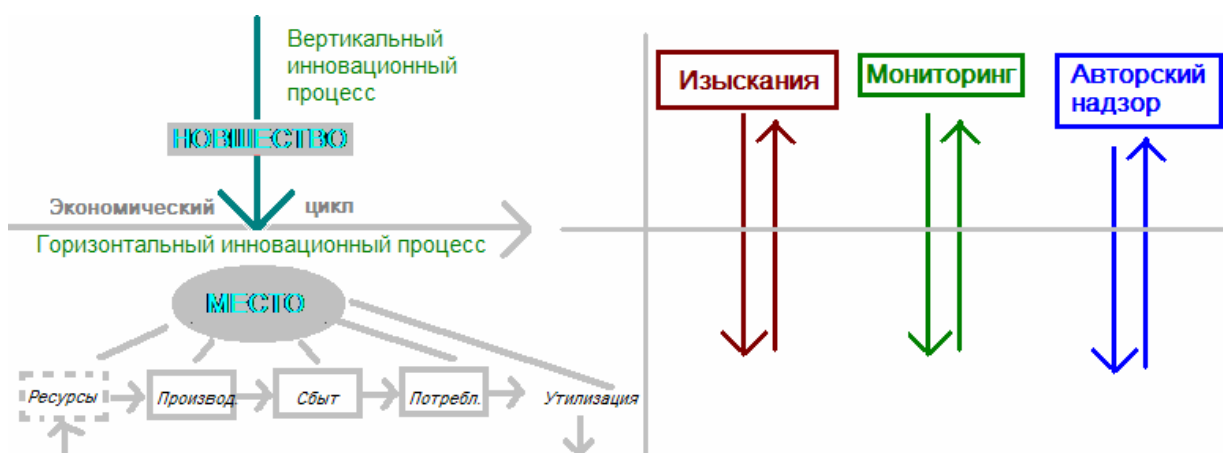 Вертикальный
инновационный
процесс
НОВШЕСТВО
Экономический цикл
Горизонтальный инновационный процесс
МЕСТО
Ресурсы
Производ.
Сбыт
Потребл.
Утилизация
Изыскания
Мониторинг
Авторский
надзор